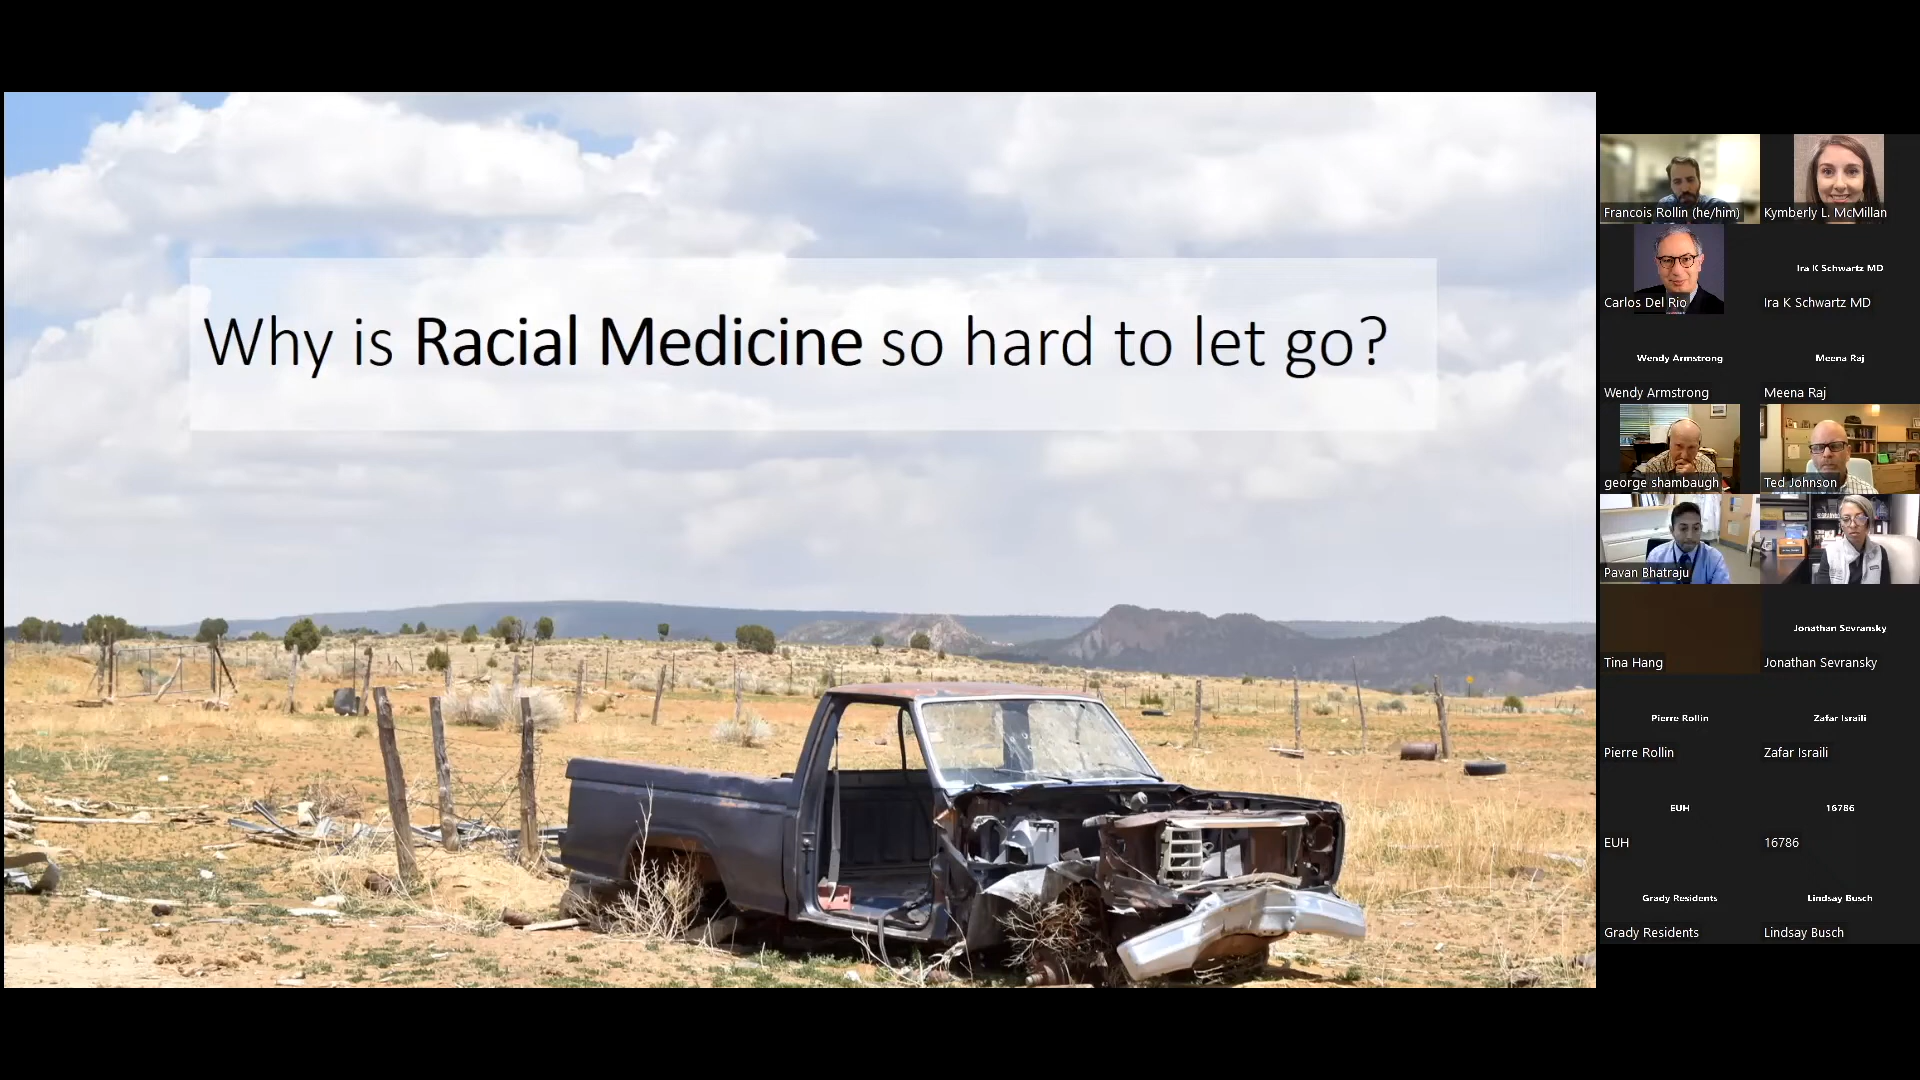 Why is Racial Medicine so hard to let go?
Francois Rollin (he/him)
Kymberly L. McMillan
Carlos Del Rio
Ira K Schwartz MD
Ira K Schwartz MD
Wendy Armstrong
Wendy Armstrong
Meena Raj
Meena Raj
george shambaugh
Ted Johnson
Pavan Bhatraju
Tina Hang
Jonathan Sevransky
Jonathan Sevransky
Pierre Rollin
Pierre Rollin
Zafar Israili
Zafar Israili
EUH
EUH
16786
16786
Grady Residents
Grady Residents
Lindsay Busch
Lindsay Busch